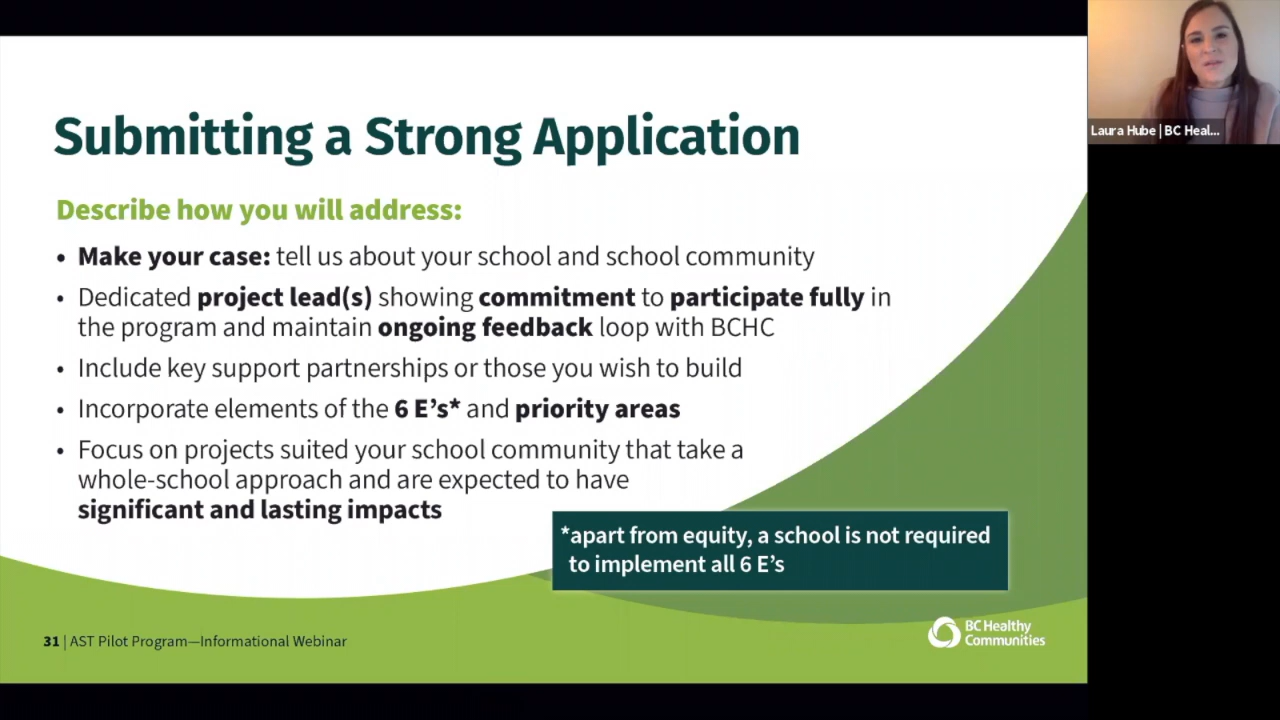 Submitting a Strong Application
Describe how you will address:
• Make your case: tell us about your school and school community
• Dedicated project lead(s) showing commitment to participate fully in
the program and maintain ongoing feedback loop with BCHC
• Include key support partnerships or those you wish to build
• Incorporate elements of the 6 E's* and priority areas
• Focus on projects suited your school community that take a
whole-school approach and are expected to have
significant and lasting impacts
*apart from equity, a school is not required
to implement all 6 E's
31 | AST Pilot Program—Informational Webinar
BC Healthy
Communities
Laura Hube | BC Heal...